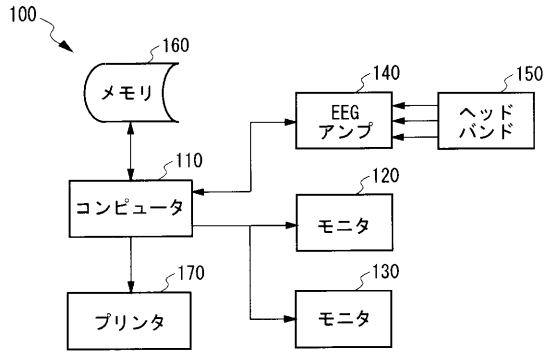 100
160
メモリ
140
EEG
アンプ
150
ヘッド
バンド
110
コンピュータ
120
モニタ
170
プリンタ
130
モニタ